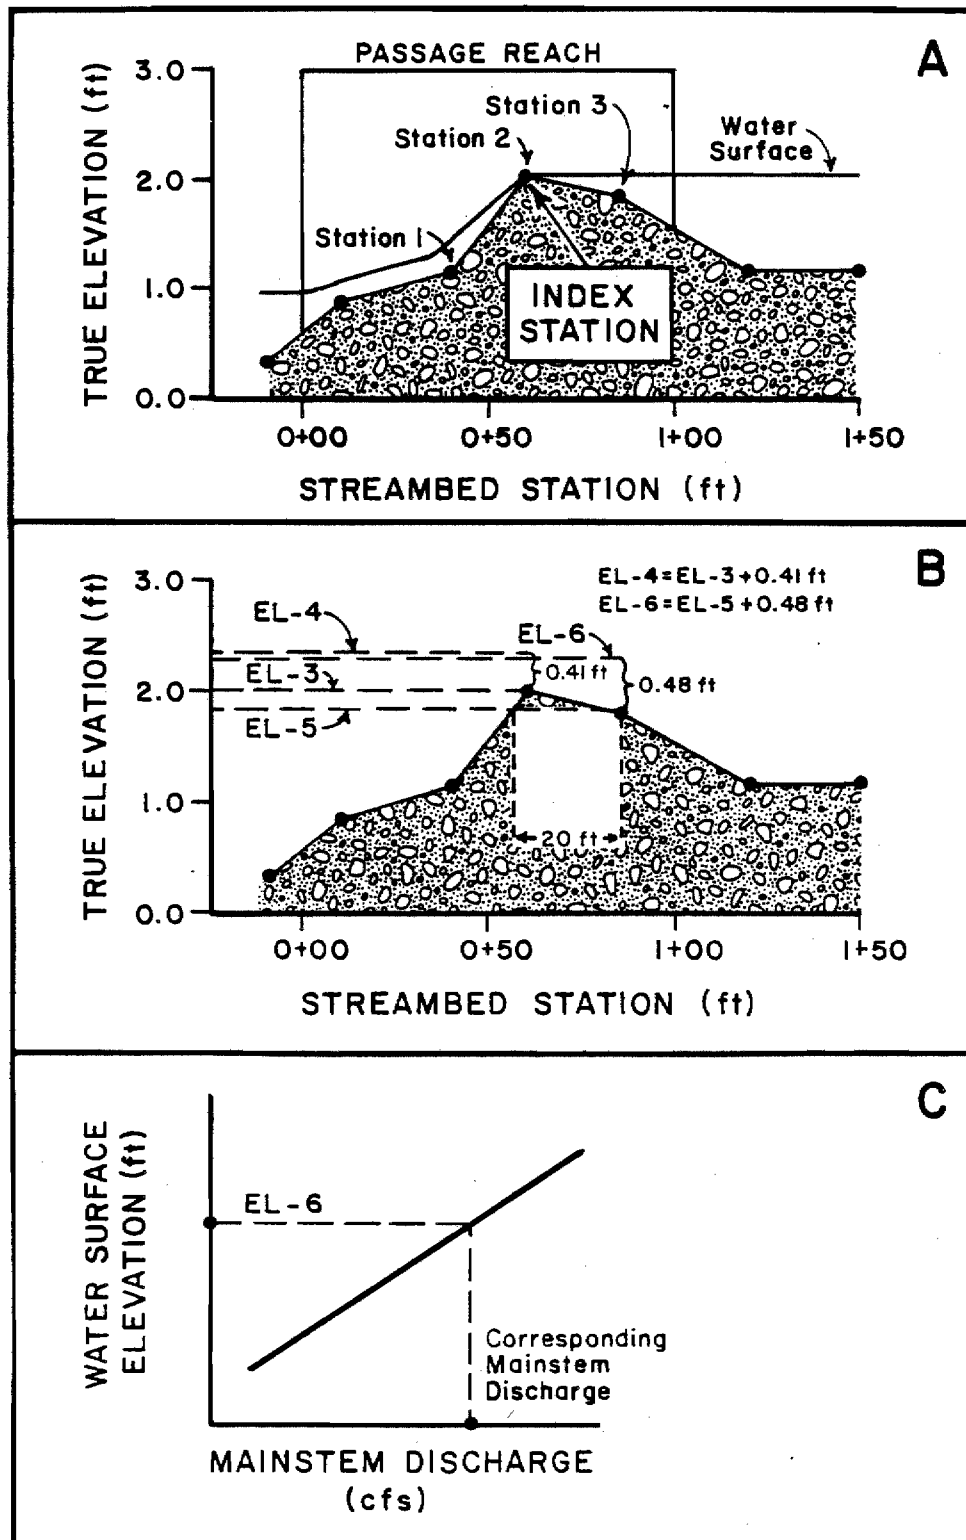 A
PASSAGE REACH
TRUE ELEVATION (ft)
3.0
2.0
1.0
0.0
Station 3
Station 2
Water
Surface
Station 1
INDEX
STATION
0+00
0+50
1+00
1+50
STREAMBED STATION (ft)
B
EL-4=EL-3+0.41 ft
EL-6=EL-5+0.48 ft
TRUE ELEVATION (ft)
3.0
2.0
1.0
0.0
EL-4
EL-6
0.41 ft
EL-3
0.48 ft
EL-5
20 ft
0+00
0+50
1+00
1+50
STREAMBED STATION (ft)
C
WATER SURFACE
ELEVATION (ft)
EL-6
Corresponding
Mainstem
Discharge
MAINSTEM DISCHARGE
(cfs)